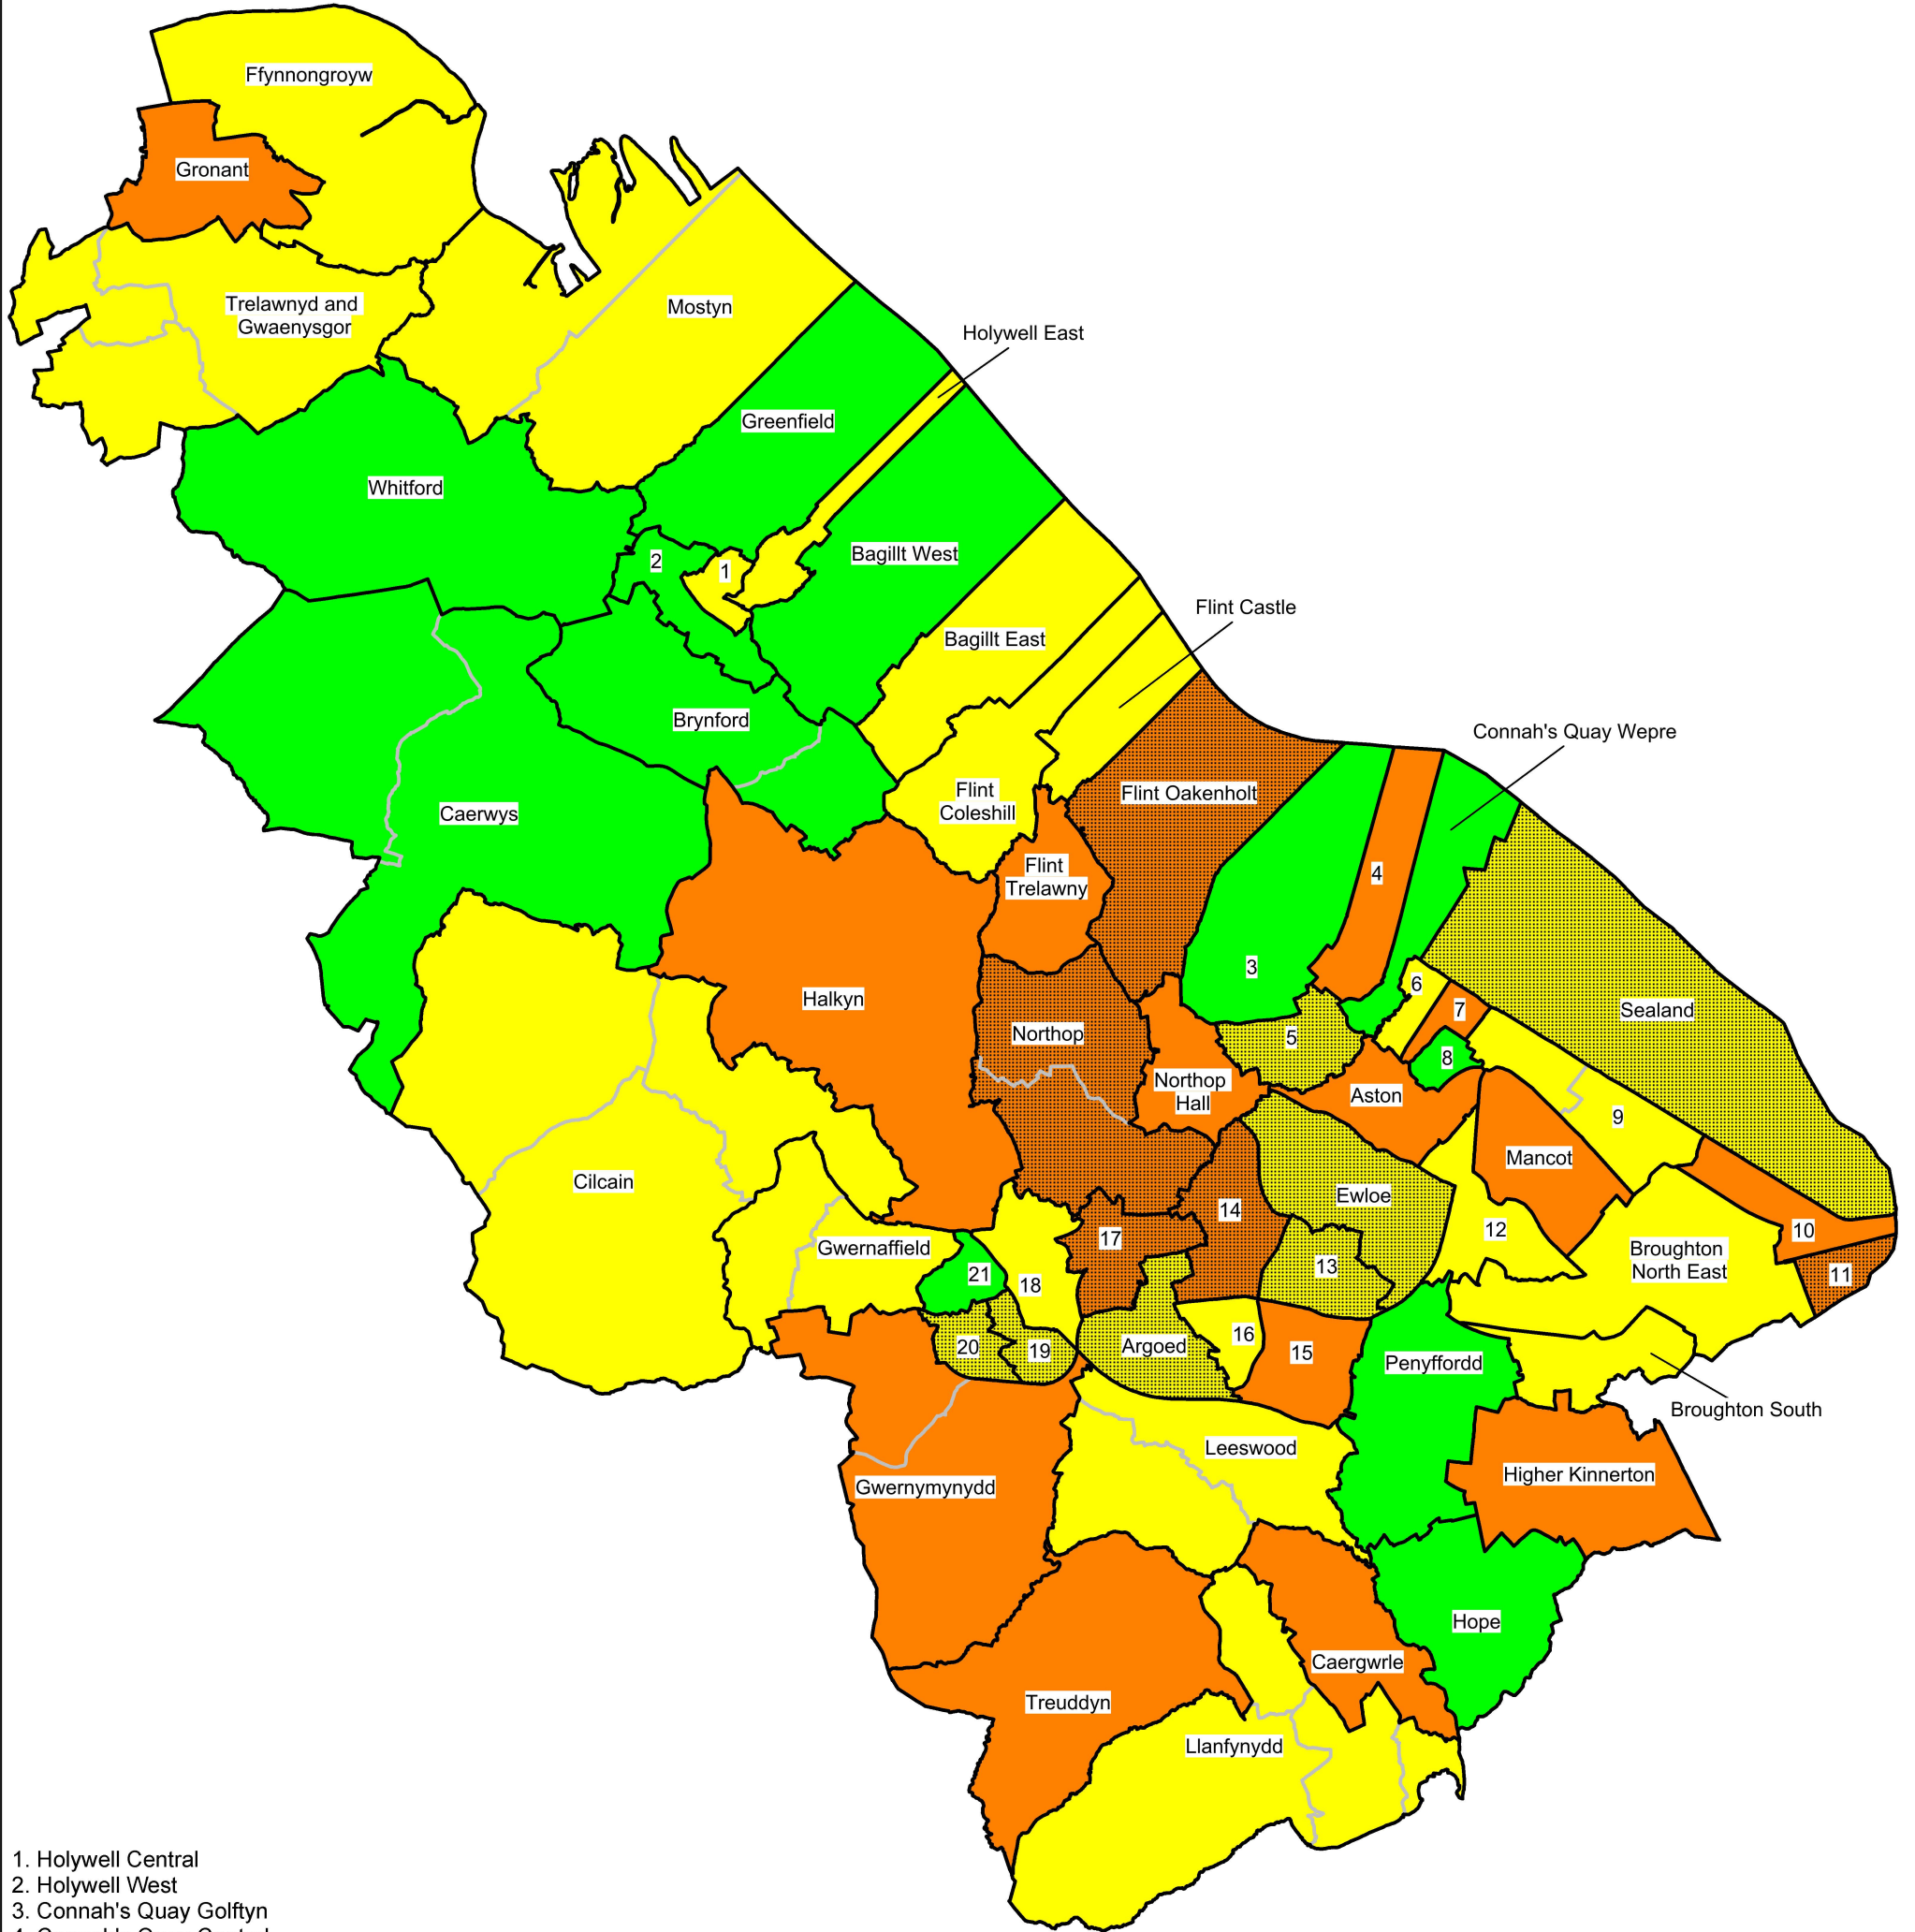 Ffynnongroyw
Gronant
Trelawnyd and
Gwaenysgor
Mostyn
Holywell East
Greenfield
Whitford
Bagillt West
2
1
Flint Castle
Bagillt East
Brynford
Connah's Quay Wepre
Caerwys
Flint
Coleshill
Flint Oakenholt
Flint
Trelawny
4
3
6
Halkyn
7
Sealand
Northop
5
8
Northop
Hall
Aston
9
Mancot
Cilcain
Ewloe
14
12
10
17
Gwernaffield
Broughton
North East
13
21
11
18
16
20
19
Argoed
15
Penyffordd
Broughton South
Leeswood
Higher Kinnerton
Gwernymynydd
Hope
Caergwrle
Treuddyn
Llanfynydd
1. Holywell Central
2. Holywell West
3. Connah's Quay Golftyn